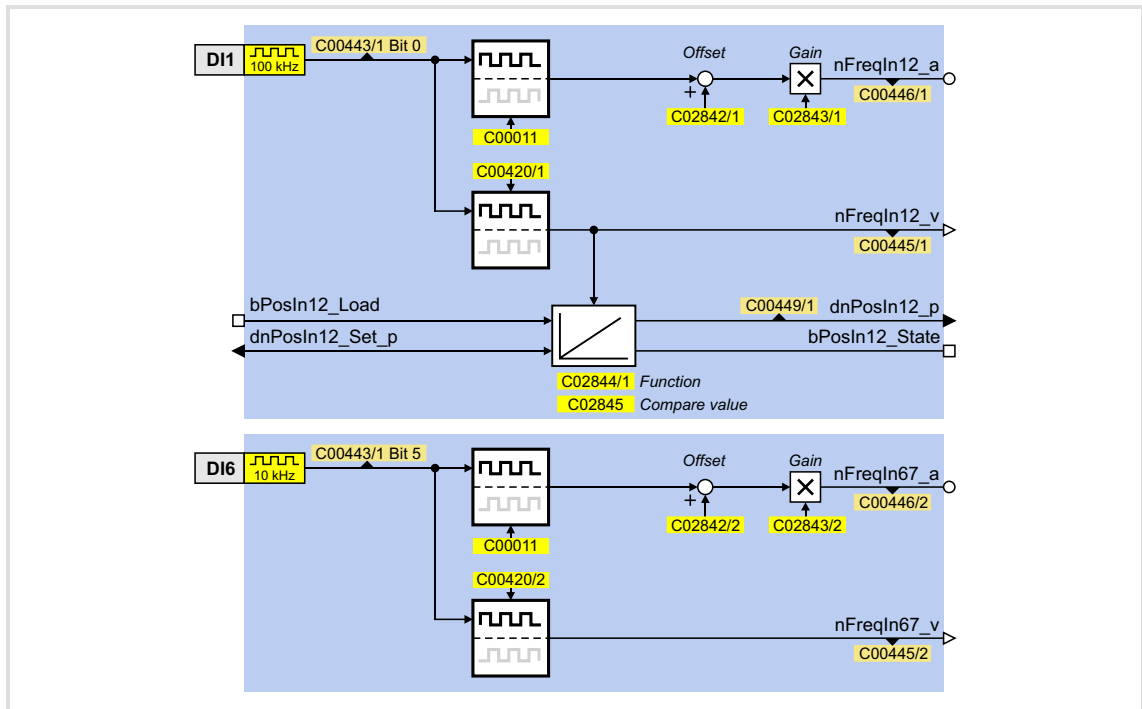 DI1
100 kHz
C00443/1 Bit 0
Offset
Gain
nFreqIn12_a
+
C00446/1
C02842/1
C02843/1
C00011
C00420/1
nFreqIn12_v
C00445/1
bPosIn12_Load
C00449/1
dnPosIn12_p
dnPosIn12_Set_p
bPosIn12_State
C02844/1 Function
C02845 Compare value
DI6
10 kHz
C00443/1 Bit 5
Offset
Gain
nFreqIn67_a
+
C00446/2
C02842/2
C02843/2
C00011
C00420/2
nFreqIn67_v
C00445/2